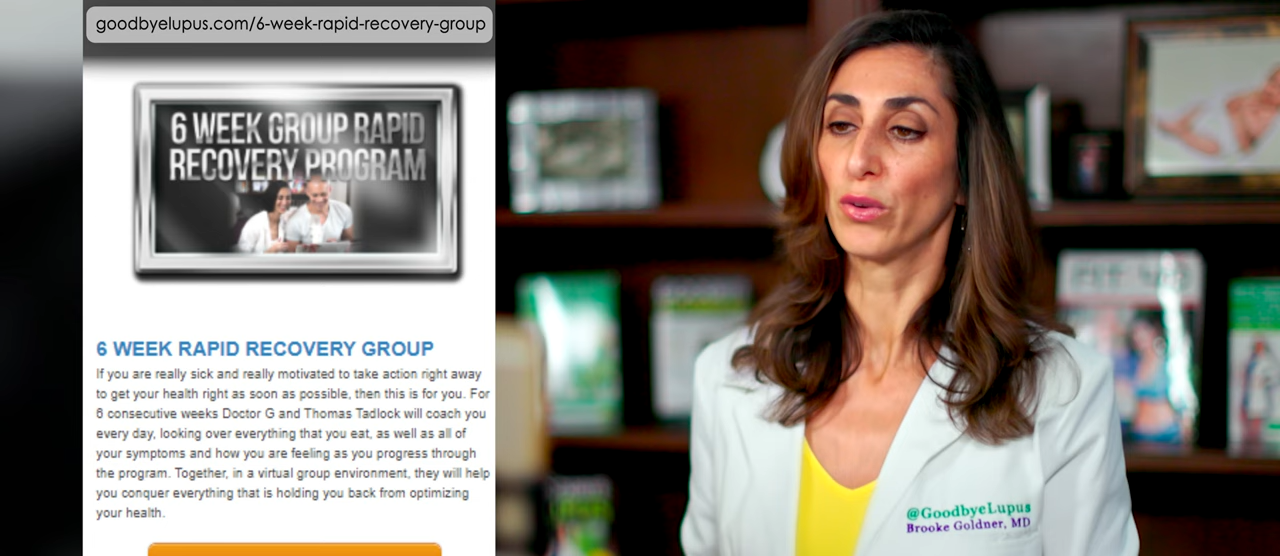 goodbyelupus.com/6-week-rapid-recovery-group
6 WEEK GROUP RAPID
RECOVERY PROGRAM
6 WEEK RAPID RECOVERY GROUP
If you are really sick and really motivated to take action right away
to get your health right as soon as possible, then this is for you. For
6 consecutive weeks Doctor G and Thomas Tadlock will coach you
every day, looking over everything that you eat, as well as all of
your symptoms and how you are feeling as you progress through
the program. Together, in a virtual group environment, they will help
you conquer everything that is holding you back from optimizing
your health.
@GoodbyeLupus
Brooke Goldner, MD